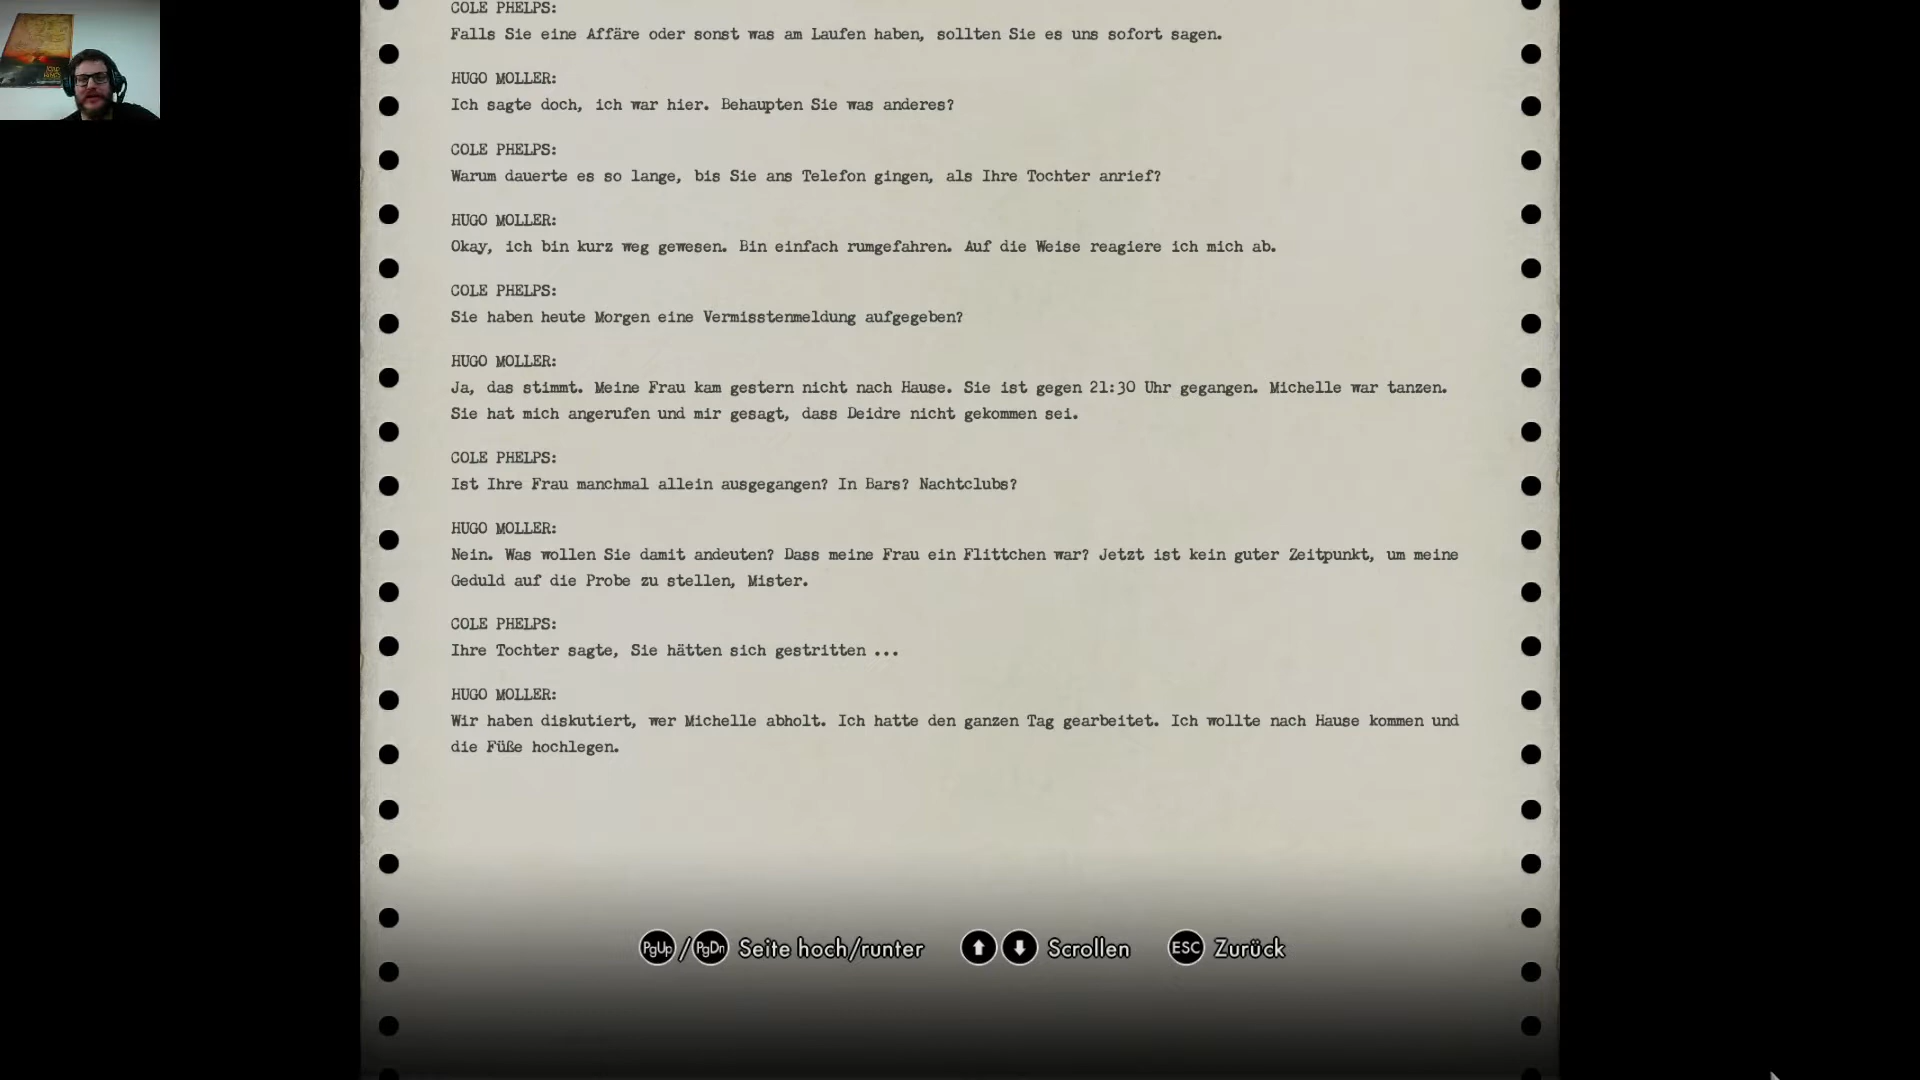 COLE PHELPS:
Falls Sie eine Affäre oder sonst was am Laufen haben, sollten Sie es uns sofort sagen.
HUGO MOLLER:
Ich sagte doch, ich war hier. Behaupten Sie was anderes?
COLE PHELPS:
Warum dauerte es so lange, bis Sie ans Telefon gingen, als Ihre Tochter anrief?
HUGO MOLLER:
Okay, ich bin kurz weg gewesen. Bin einfach rumgefahren. Auf die Weise reagiere ich mich ab.
COLE PHELPS:
Sie haben heute Morgen eine Vermisstenmeldung aufgegeben?
HUGO MOLLER:
Ja, das stimmt. Meine Frau kam gestern nicht nach Hause. Sie ist gegen 21:30 Uhr gegangen. Michelle war tanzen.
Sie hat mich angerufen und mir gesagt, dass Deidre nicht gekommen sei.
COLE PHELPS:
Ist Ihre Frau manchmal allein ausgegangen? In Bars? Nachtclubs?
HUGO MOLLER:
Nein. Was wollen Sie damit andeuten? Dass meine Frau ein Flittchen war? Jetzt ist kein guter Zeitpunkt, um meine
Geduld auf die Probe zu stellen, Mister.
COLE PHELPS:
Ihre Tochter sagte, Sie hätten sich gestritten ...
HUGO MOLLER:
Wir haben diskutiert, wer Michelle abholt. Ich hatte den ganzen Tag gearbeitet. Ich wollte nach Hause kommen und
die Füße hochlegen.
PgUp/PgDn Seite hoch/runter ESC Zurück Scrollen